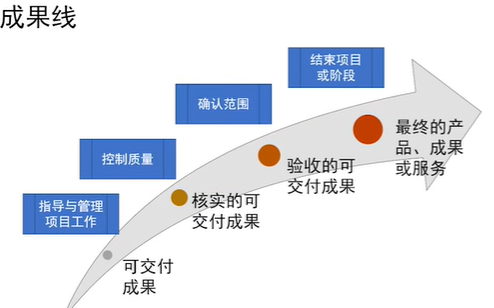 成果线
结束项目
或阶段
确认范围
控制质量
指导与管理
项目工作
最终的产
品、成果
或服务
验收的可
交付成果
核实的可
交付成果
可交付
成果